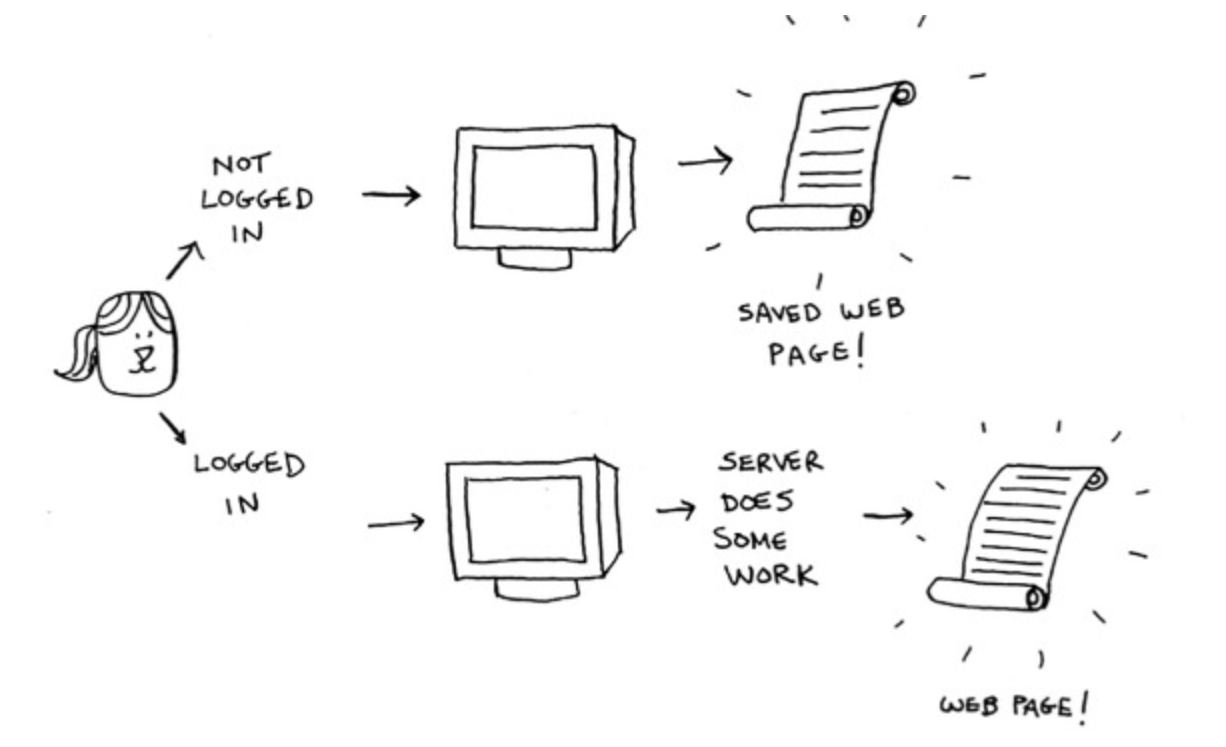 NOT
LOGGED
IN
SAVED WEB
PAGE!
LOGGED
IN
SERVER
DOES
SOME
WORK
WEB PAGE!